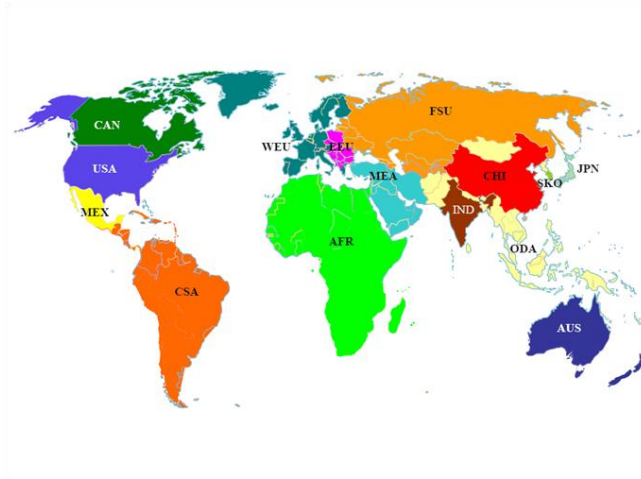 CAN
FSU
WEU
EEU
USA
MEA
CHI
JPN
SKO
MEX
IND
AFR
ODA
CSA
AUS